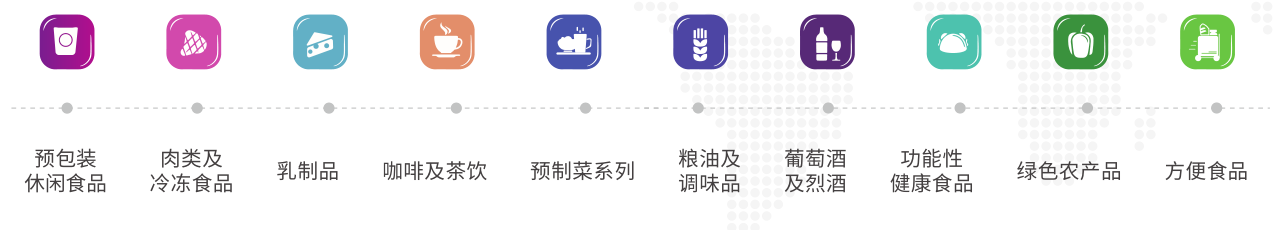 预包装
休闲食品
肉类及
冷冻食品
乳制品
咖啡及茶饮
预制菜系列
粮油及
调味品
葡萄酒
及烈酒
功能性
健康食品
绿色农产品
方便食品